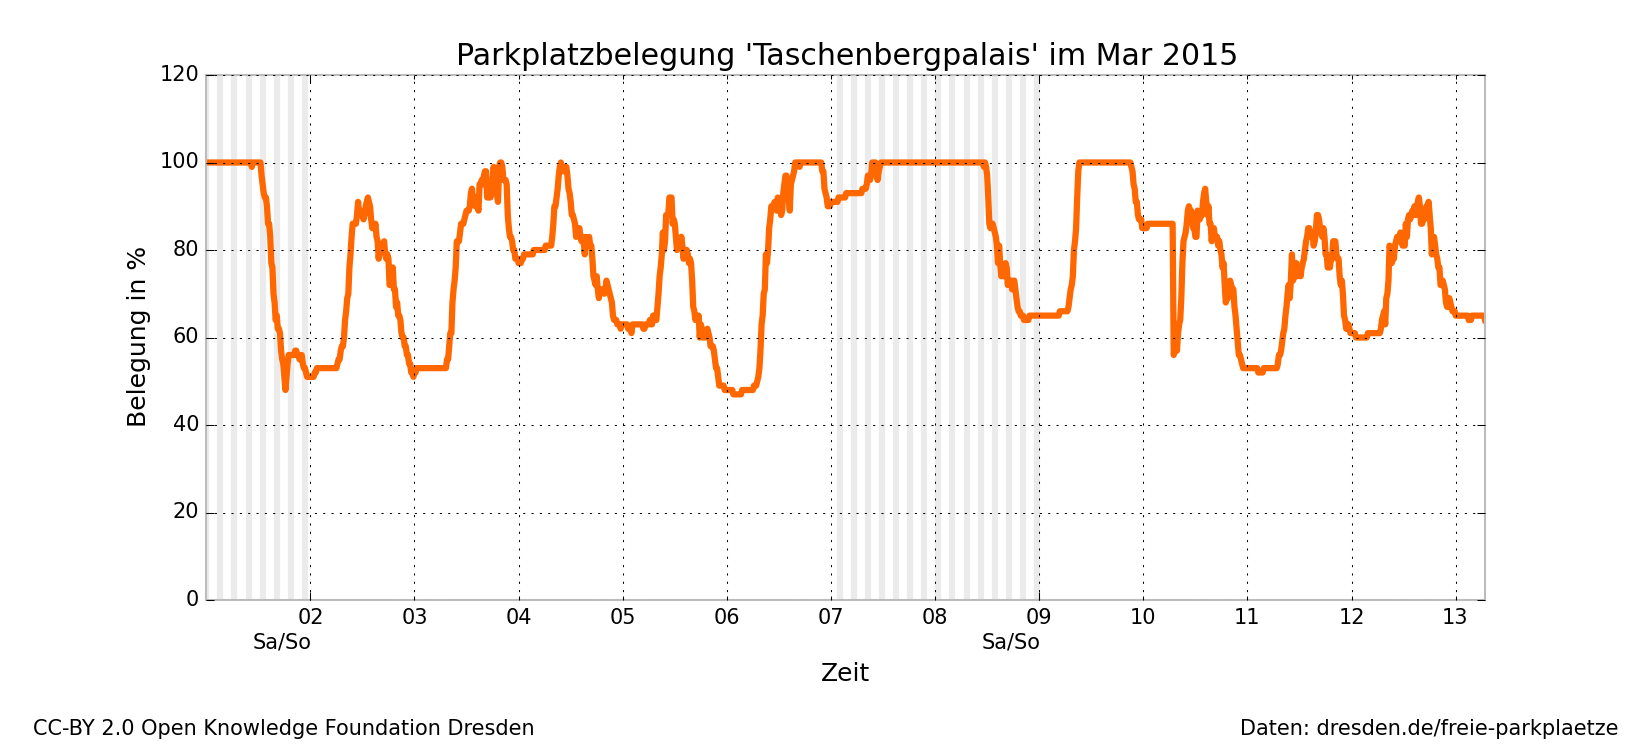 Parkplatzbelegung 'Taschenbergpalais' im Mar 2015
120
100
80
60
40
20
0
Belegung in %
02 03 04 05 06 07 08 09 10 11 12 13
Sa/So Sa/So
Zeit
CC-BY 2.0 Open Knowledge Foundation Dresden
Daten: dresden.de/freie-parkplaetze